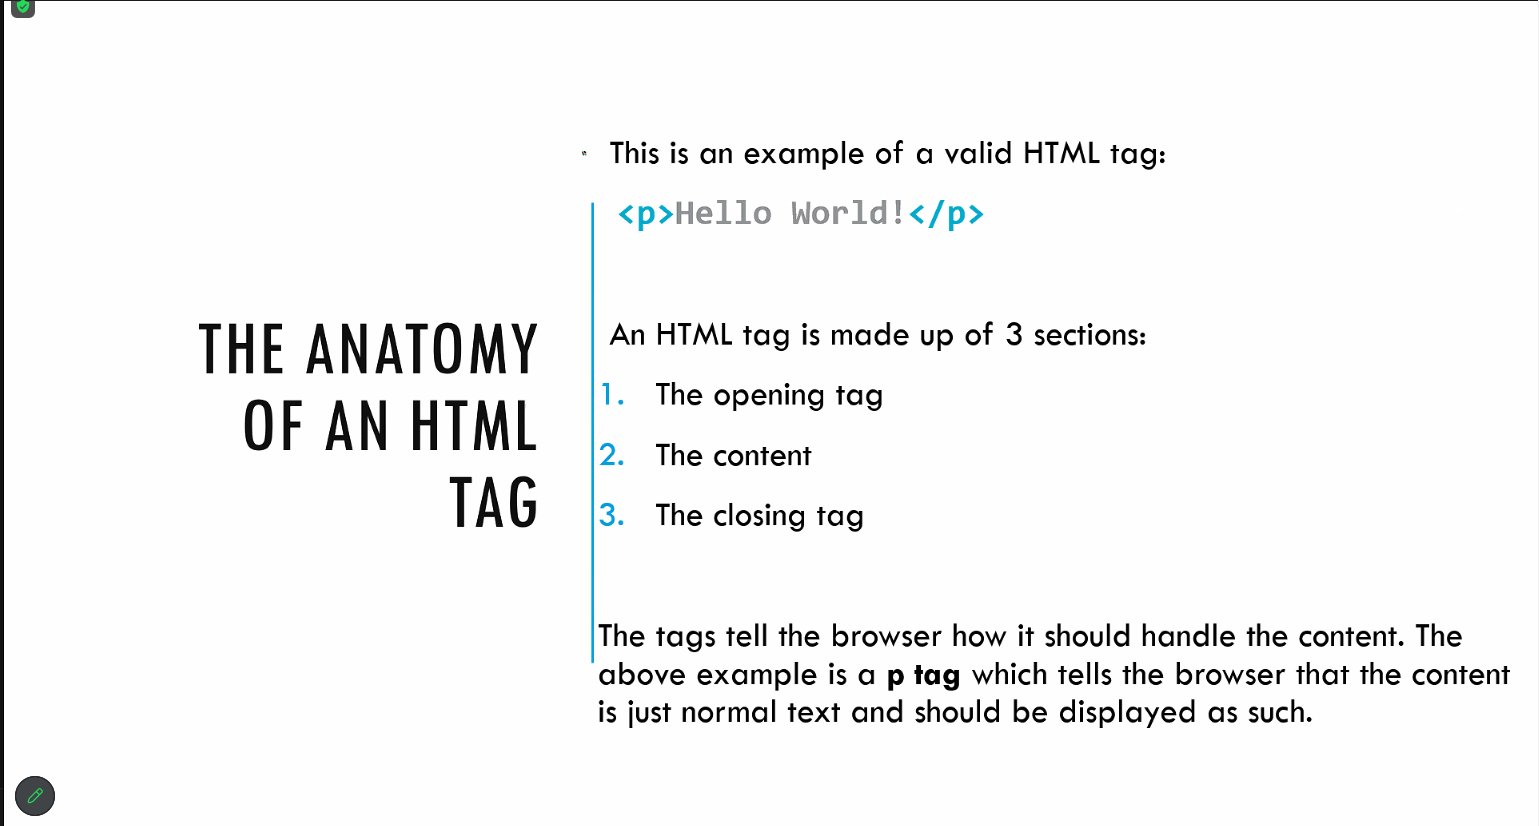 THE ANATOMY
OF AN HTML
TAG
This is an example of a valid HTML tag:
<p>Hello World!</p>
An HTML tag is made up of 3 sections:
1. The opening tag
2. The content
3. The closing tag
The tags tell the browser how it should handle the content. The
above example is a p tag which tells the browser that the content
is just normal text and should be displayed as such.